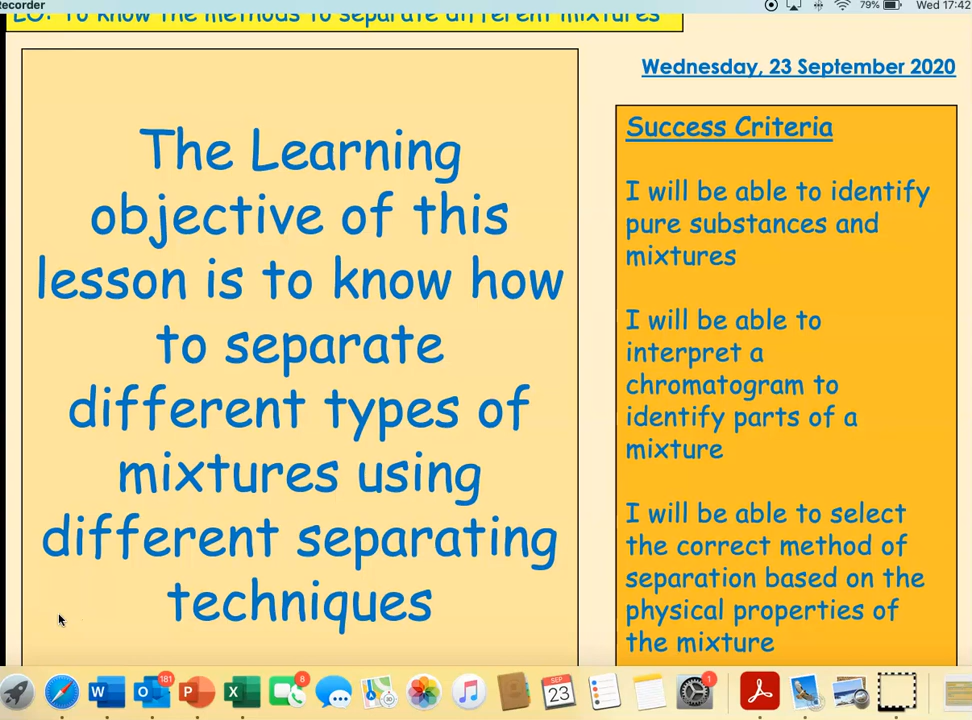 Recorder
79%
Wed 17:42
LO: To know the methods to separate different mixtures
Wednesday, 23 September 2020
The Learning
objective of this
lesson is to know how
to separate
different types of
mixtures using
different separating
techniques
Success Criteria
I will be able to identify
pure substances and
mixtures
I will be able to
interpret a
chromatogram to
identify parts of a
mixture
I will be able to select
the correct method of
separation based on the
physical properties of
the mixture
W
O
181
P
X
6
SEP
23
1